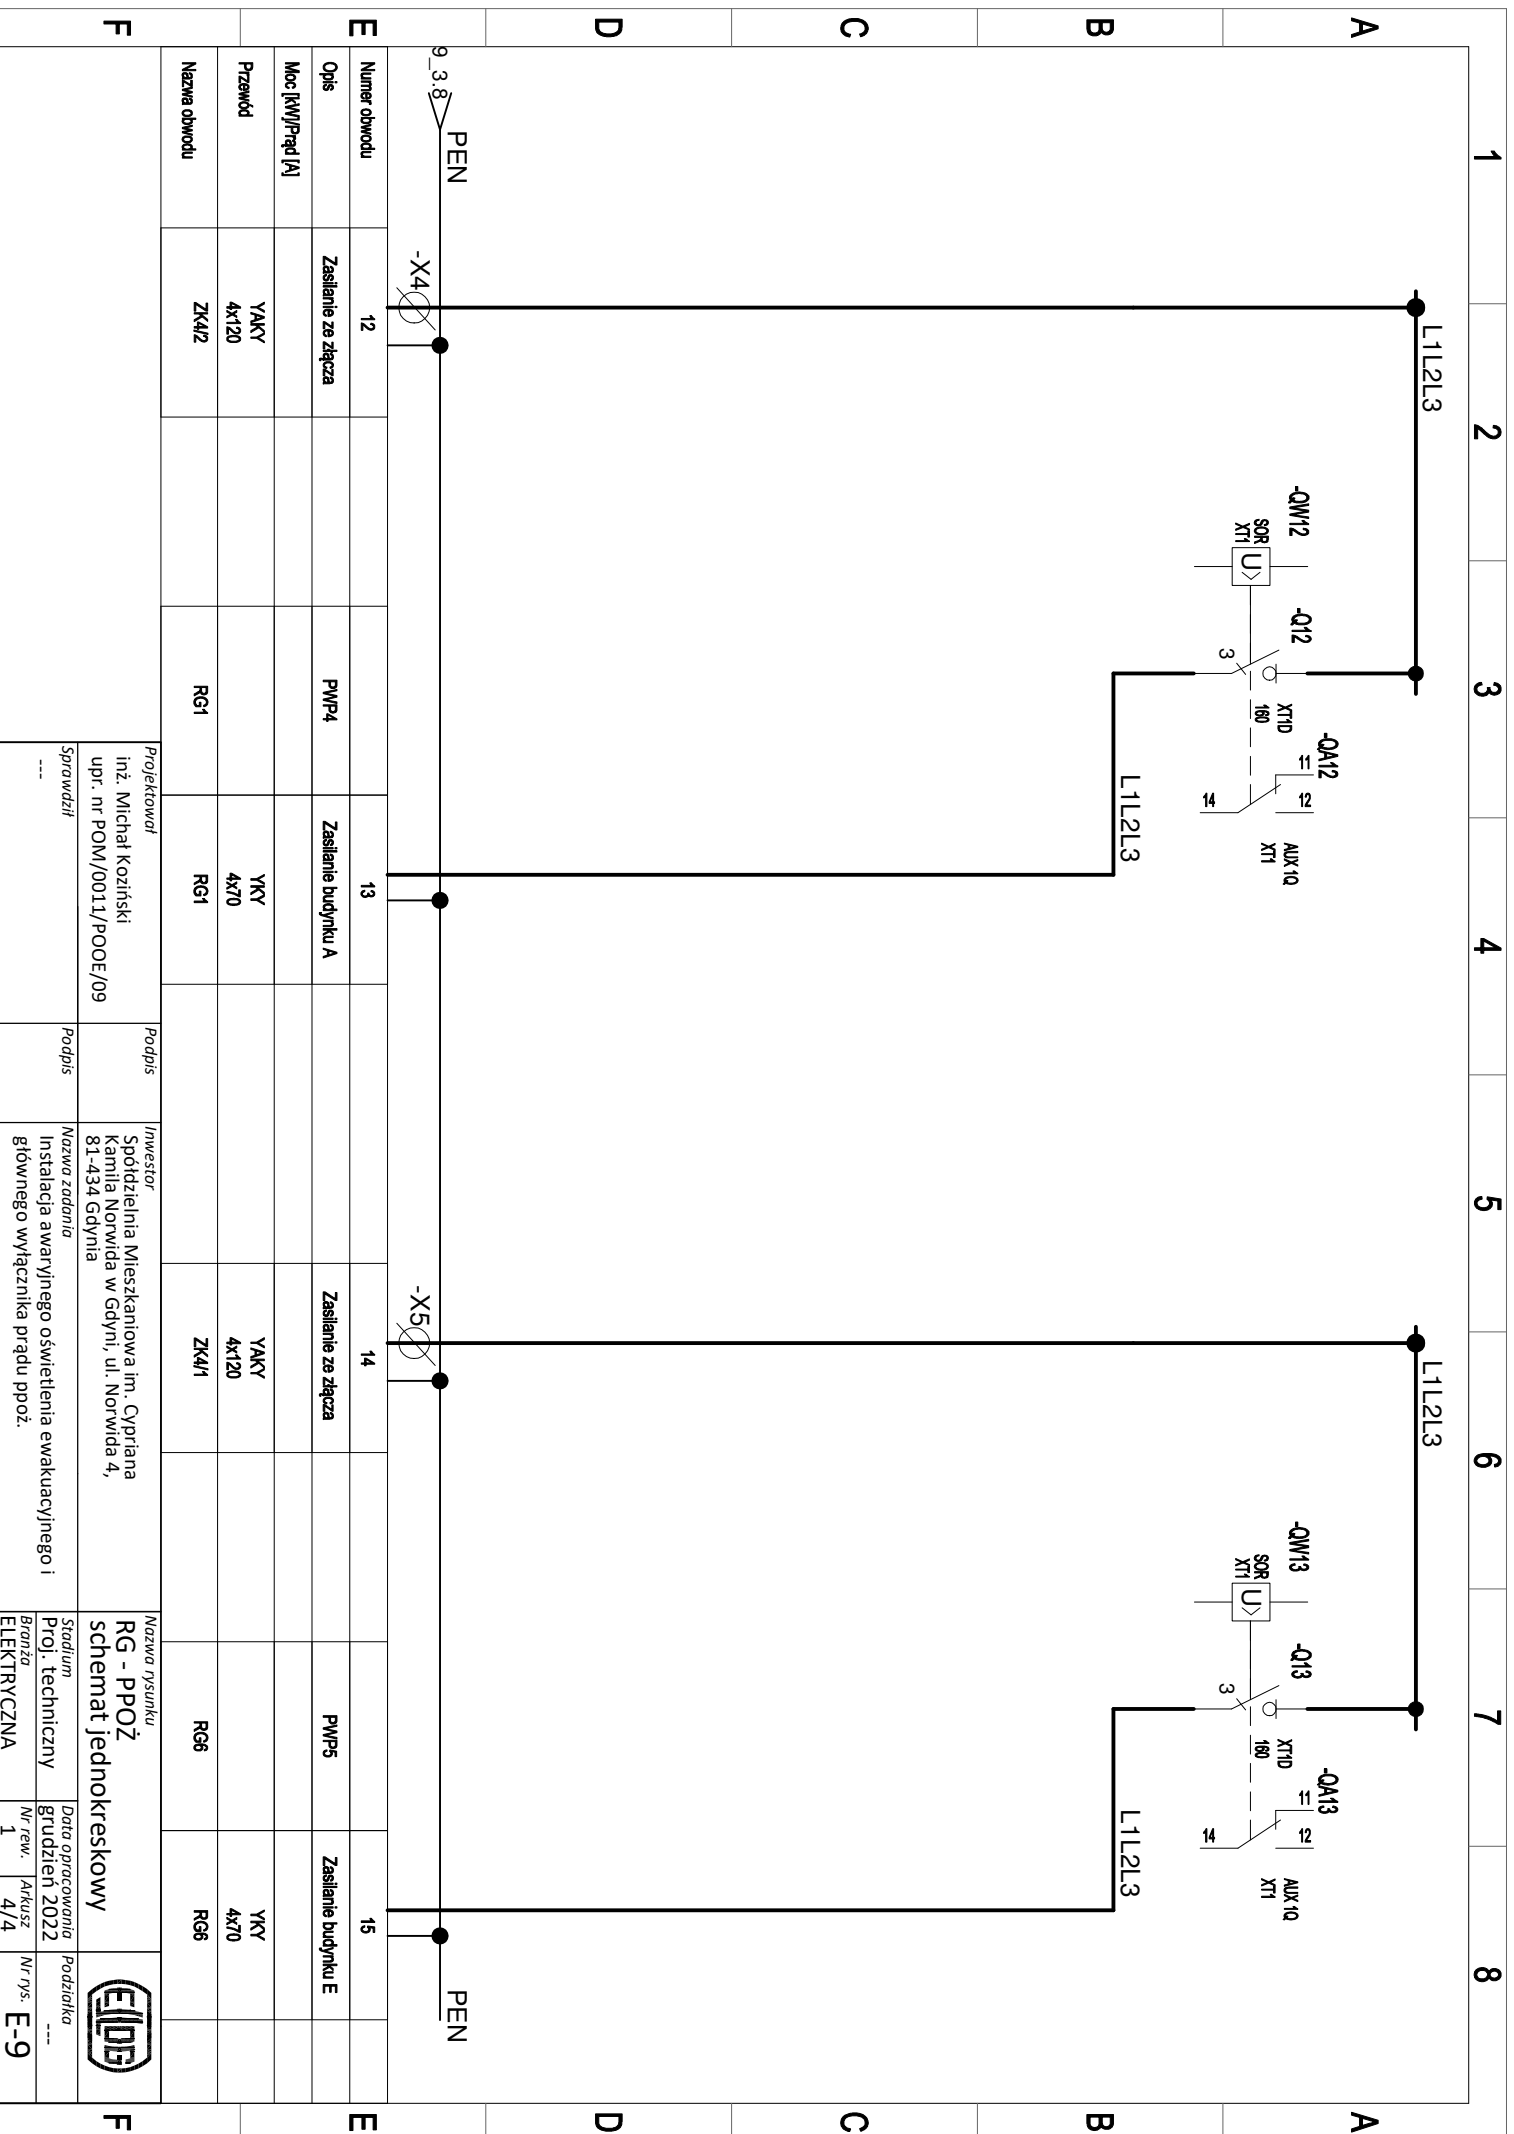 1
2
3
4
5
6
7
8
A
A
B
B
C
C
D
D
E
E
F
F
L1L2L3
-QW12
SOR
XT1
U<
-Q12
3
XT1D
160
-QA12
11
12
14
AUX 1Q
XT1
L1L2L3
L1L2L3
-QW13
SOR
XT1
U<
-Q13
3
XT1D
160
-QA13
11
12
14
AUX 1Q
XT1
L1L2L3
9_3.8
PEN
-X4
-X5
PEN
Numer obwodu 12 13 14 15
Opis Zasilanie ze złącza PWP4 Zasilanie budynku A Zasilanie ze złącza PWP5 Zasilanie budynku E
Moc [kW]/Prąd [A]
Przewód YAKY 4x120 YKY 4x70 YAKY 4x120 YKY 4x70
Nazwa obwodu ZK4/2 RG1 RG1 ZK4/1 RG6 RG6
Projektował
inż. Michał Koziński
upr. nr POM/0011/POOE/09
Podpis
Sprawdził
---
Podpis
Inwestor
Spółdzielnia Mieszkaniowa im. Cypriana
Kamila Norwida w Gdyni, ul. Norwida 4,
81-434 Gdynia
Nazwa zadania
Instalacja awaryjnego oświetlenia ewakuacyjnego i
głównego wyłącznika prądu ppoż.
Nazwa rysunku
RG - PPOŻ
schemat jednokreskowy
Stadium
Proj. techniczny
Data opracowania
grudzień 2022
Podziałka
---
Branża
ELEKTRYCZNA
Nr rew.
1
Arkusz
4/4
Nr rys.
E-9